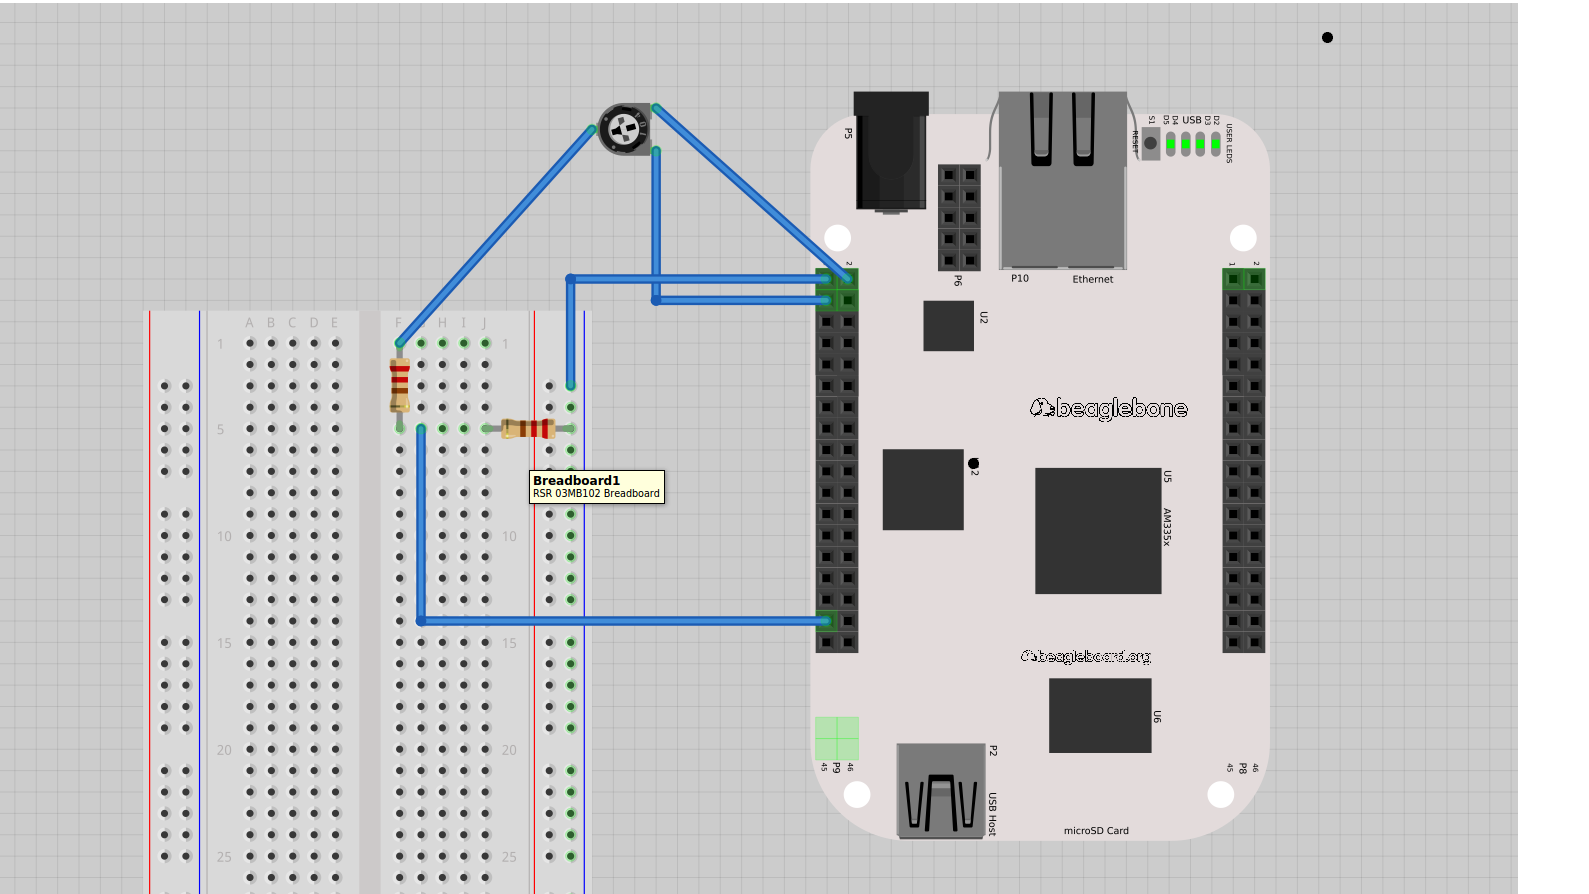 P5
P6
P10
Ethernet
S1
RESET
D5
D4
USB
D3
D2
USER LEDS
2
1
2
U2
A B C D E
F H I J
1
1
5
10
10
15
15
20
20
25
25
Breadboard1
RSR 03MB102 Breadboard
beaglebone
U5
AM335x
beagleboard.org
U6
P2
USB Host
microSD Card
45
P9
46
45
P8
46